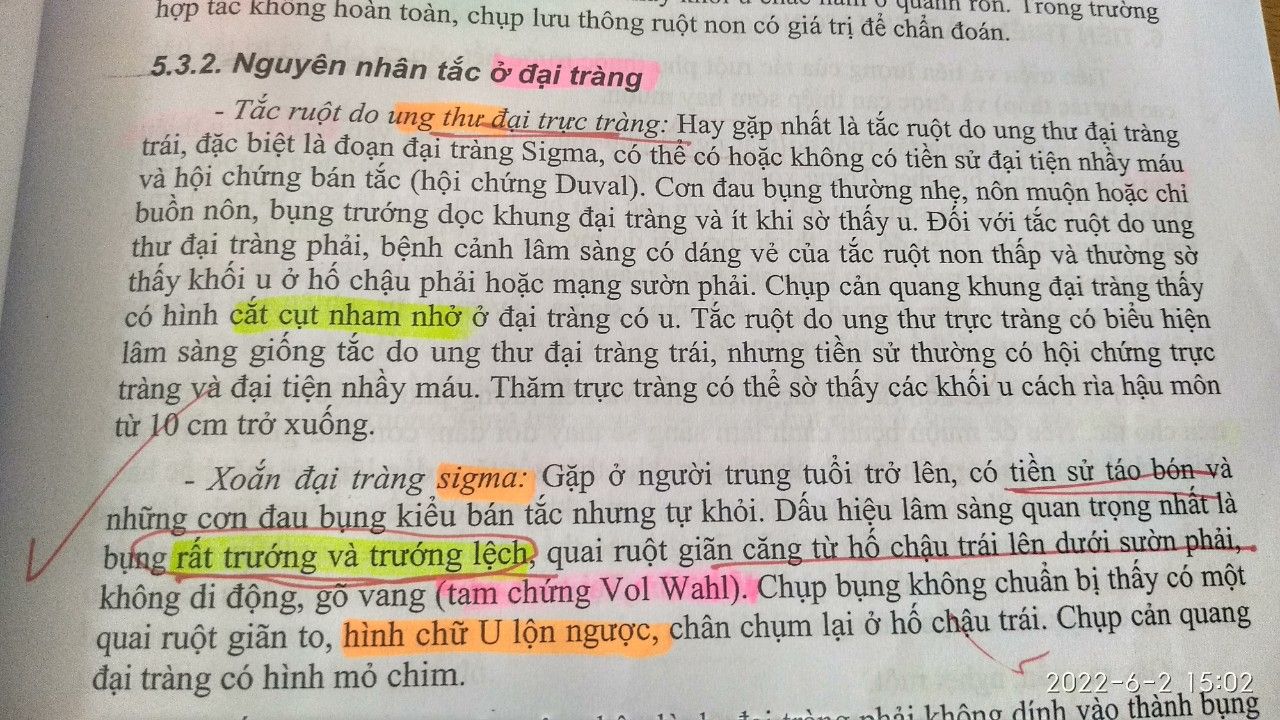 hợp tác không hoàn toàn, chụp lưu thông ruột non có giá trị để chẩn đoán.
5.3.2. Nguyên nhân tắc ở đại tràng
- Tắc ruột do ung thư đại trực tràng: Hay gặp nhất là tắc ruột do ung thư đại tràng
trái, đặc biệt là đoạn đại tràng Sigma, có thể có hoặc không có tiền sử đại tiện nhầy máu
và hội chứng bán tắc (hội chứng Duval). Cơn đau bụng thường nhẹ, nôn muộn hoặc chỉ
buồn nôn, bụng trướng dọc khung đại tràng và ít khi sờ thấy u. Đối với tắc ruột do ung
thư đại tràng phải, bệnh cảnh lâm sàng có dáng vẻ của tắc ruột non thấp và thường sờ
thấy khối u ở hố chậu phải hoặc mạng sườn phải. Chụp cản quang khung đại tràng thấy
có hình cắt cụt nham nhở ở đại tràng có u. Tắc ruột do ung thư trực tràng có biểu hiện
lâm sàng giống tắc do ung thư đại tràng trái, nhưng tiền sử thường có hội chứng trực
tràng và đại tiện nhầy máu. Thăm trực tràng có thể sờ thấy các khối u cách rìa hậu môn
từ 10 cm trở xuống.
- Xoắn đại tràng sigma: Gặp ở người trung tuổi trở lên, có tiền sử táo bón và
những cơn đau bụng kiểu bán tắc nhưng tự khỏi. Dấu hiệu lâm sàng quan trọng nhất là
bụng rất trướng và trướng lệch, quai ruột giãn căng từ hố chậu trái lên dưới sườn phải,
không di động, gõ vang (tam chứng Vol Wahl). Chụp bụng không chuẩn bị thấy có một
quai ruột giãn to, hình chữ U lộn ngược, chân chụm lại ở hố chậu trái. Chụp cản quang
đại tràng có hình mỏ chim.
2022-6-2 15:02
phải không dính vào thành bụng